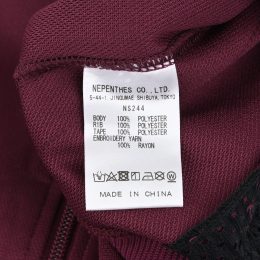 NEPENTHES CO., LTD.
5-44-1 JINGUMAE SHIBUYA, TOKYO
NS244
BODY 100% POLYESTER
RIB 100% POLYESTER
TAPE 100% POLYESTER
EMBROIDERY YARN
100% RAYON
MADE IN CHINA